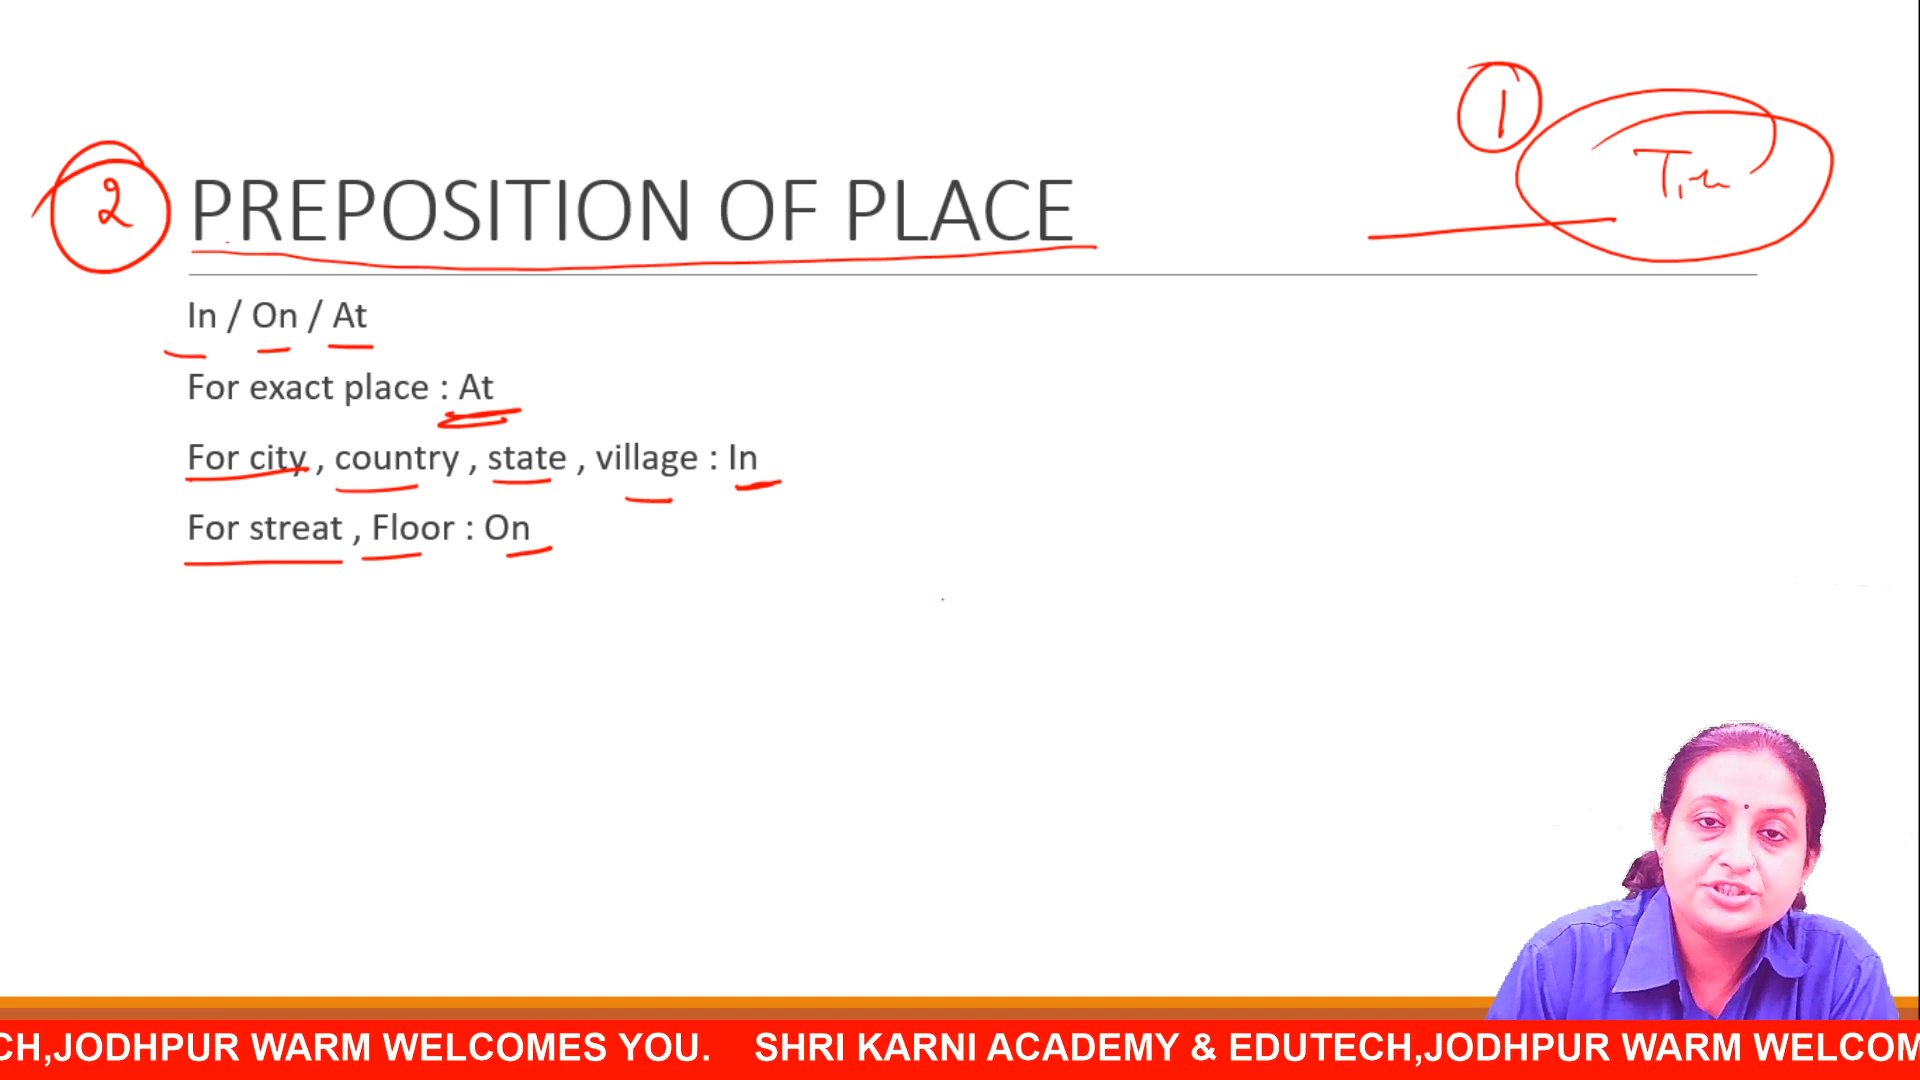 1
2
PREPOSITION OF PLACE
In / On / At
For exact place : At
For city , country , state , village : In
For streat , Floor : On
CH,JODHPUR WARM WELCOMES YOU. SHRI KARNI ACADEMY & EDUTECH,JODHPUR WARM WELCOM